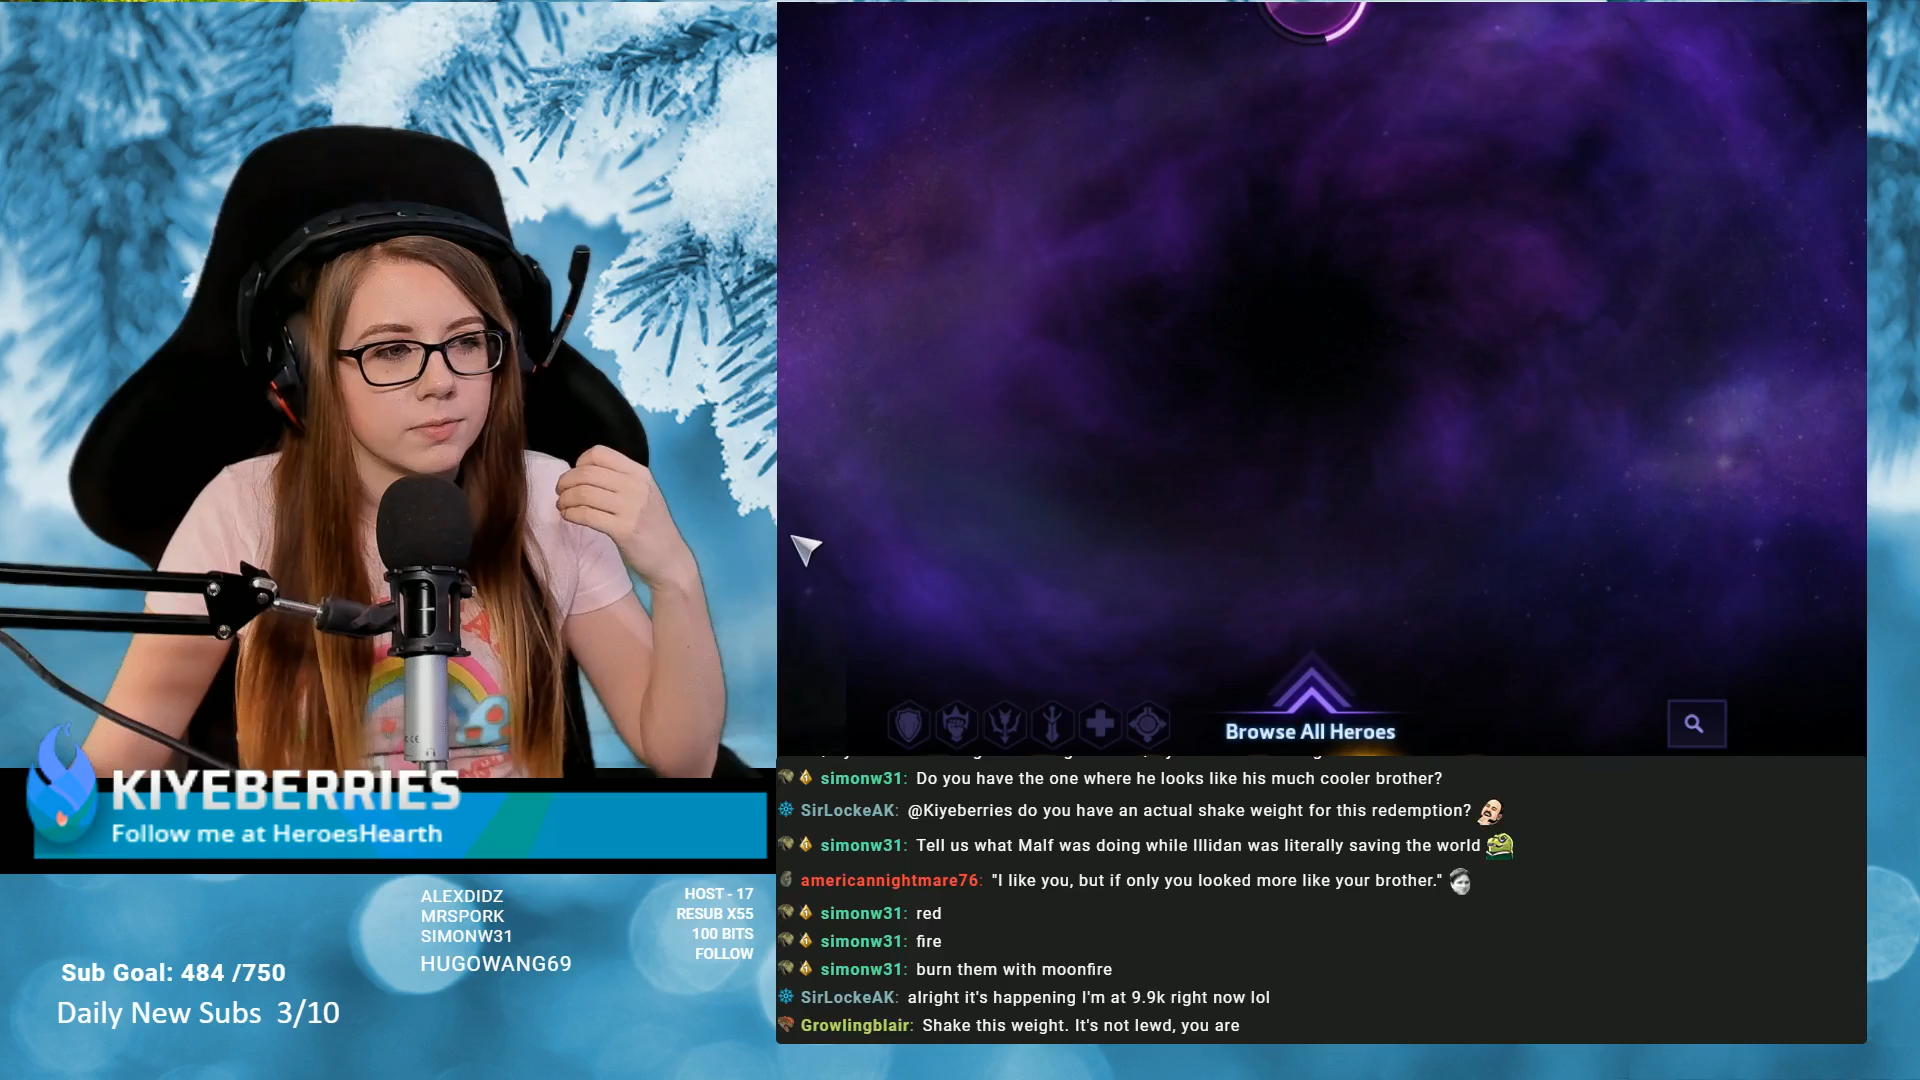 Browse All Heroes
simonw31: Do you have the one where he looks like his much cooler brother?
SirLockeAK: @Kiyeberries do you have an actual shake weight for this redemption?
simonw31: Tell us what Malf was doing while Illidan was literally saving the world
americannightmare76: "I like you, but if only you looked more like your brother."
simonw31: red
simonw31: fire
simonw31: burn them with moonfire
SirLockeAK: alright it's happening I'm at 9.9k right now lol
Growlingblair: Shake this weight. It's not lewd, you are
KIYEBERRIES
Follow me at HeroesHearth
ALEXDIDZ HOST - 17
MRSPORK RESUB X55
SIMONW31 100 BITS
HUGOWANG69 FOLLOW
Sub Goal: 484 /750
Daily New Subs 3/10